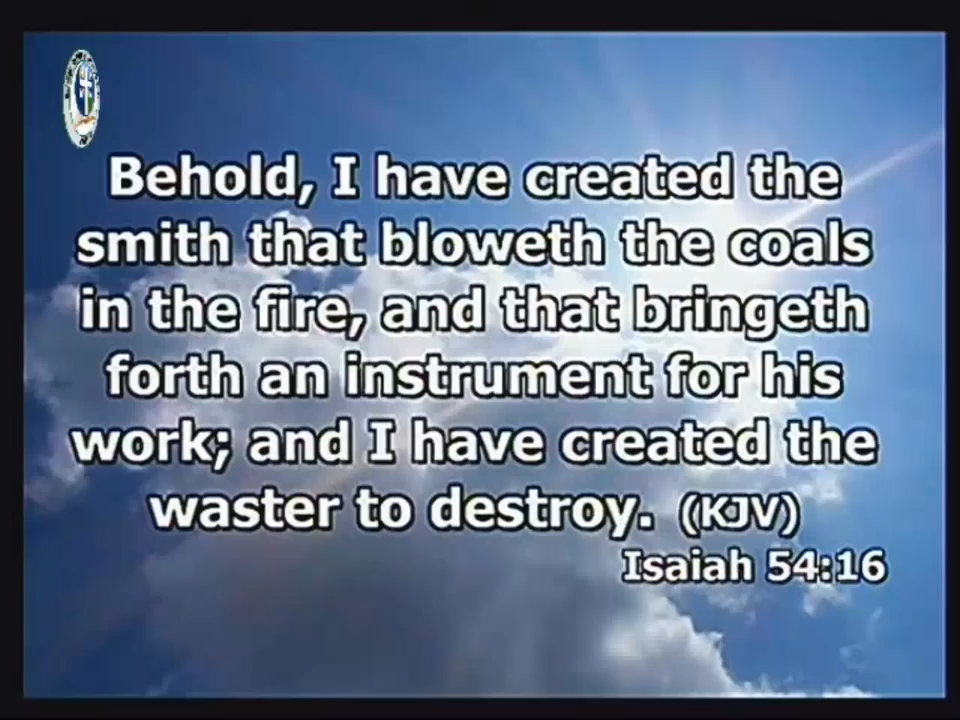 Behold, I have created the
smith that bloweth the coals
in the fire, and that bringeth
forth an instrument for his
work; and I have created the
waster to destroy. (KJV)
Isaiah 54:16